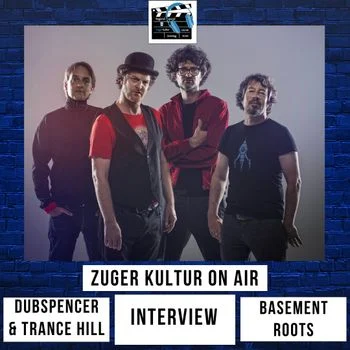 ZUGER KULTUR ON AIR
DUBSPENCER
& TRANCE HILL
INTERVIEW
BASEMENT
ROOTS